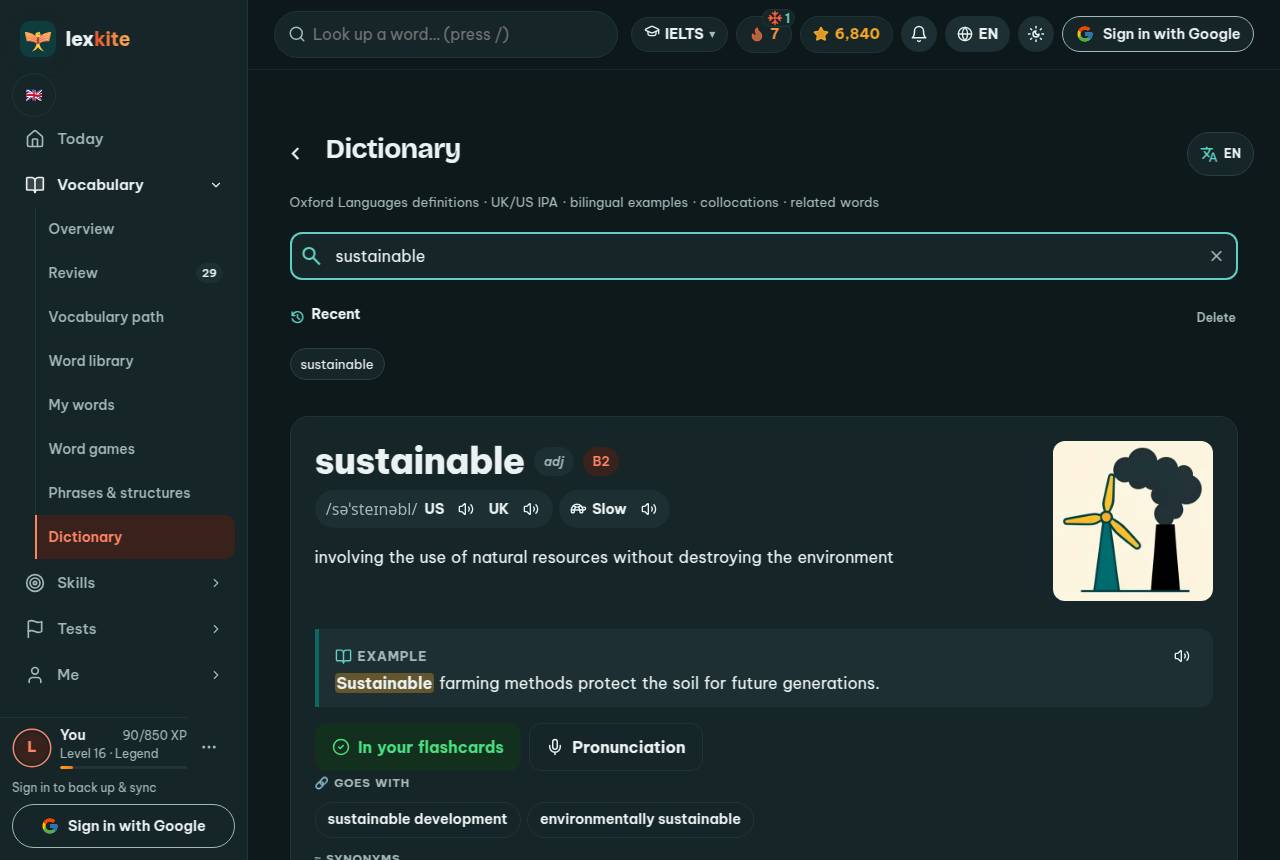 lexkite
Look up a word... (press /)
IELTS ▾
1
7
6,840
EN
Sign in with Google
Today
Vocabulary
Overview
Review 29
Vocabulary path
Word library
My words
Word games
Phrases & structures
Dictionary
Skills
Tests
Me
L
You 90/850 XP
Level 16 · Legend
Sign in to back up & sync
Sign in with Google
Dictionary
EN
Oxford Languages definitions · UK/US IPA · bilingual examples · collocations · related words
sustainable
Recent
Delete
sustainable
sustainable adj B2
/səˈsteɪnəbl/ US UK Slow
involving the use of natural resources without destroying the environment
EXAMPLE
Sustainable farming methods protect the soil for future generations.
In your flashcards
Pronunciation
GOES WITH
sustainable development
environmentally sustainable
≈ SYNONYMS